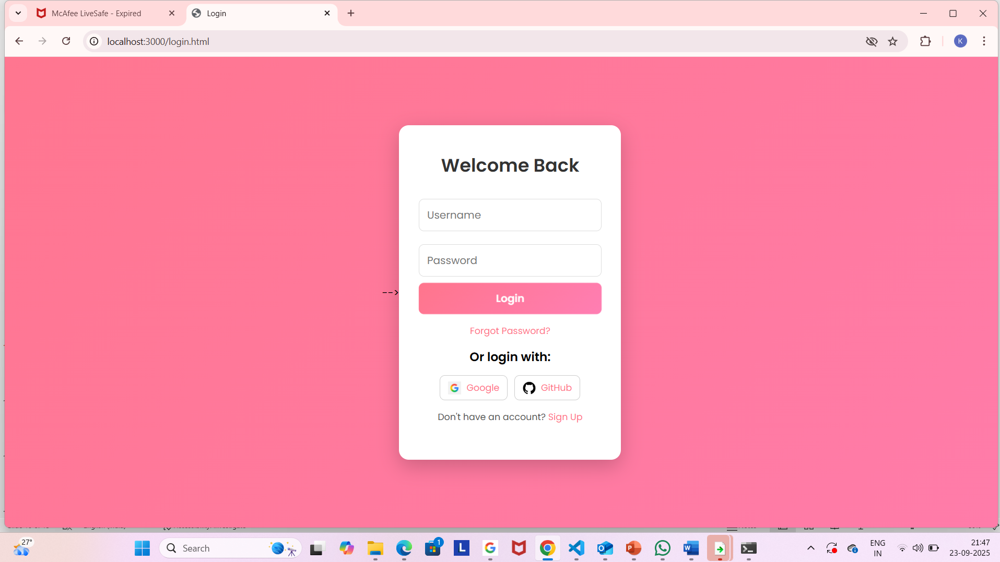 McAfee LiveSafe - Expired
Login
localhost:3000/login.html
K
Welcome Back
Username
Password
-->
Login
Forgot Password?
Or login with:
Google
GitHub
Don't have an account? Sign Up
27°
Search
1
L
ENG
IN
21:47
23-09-2025